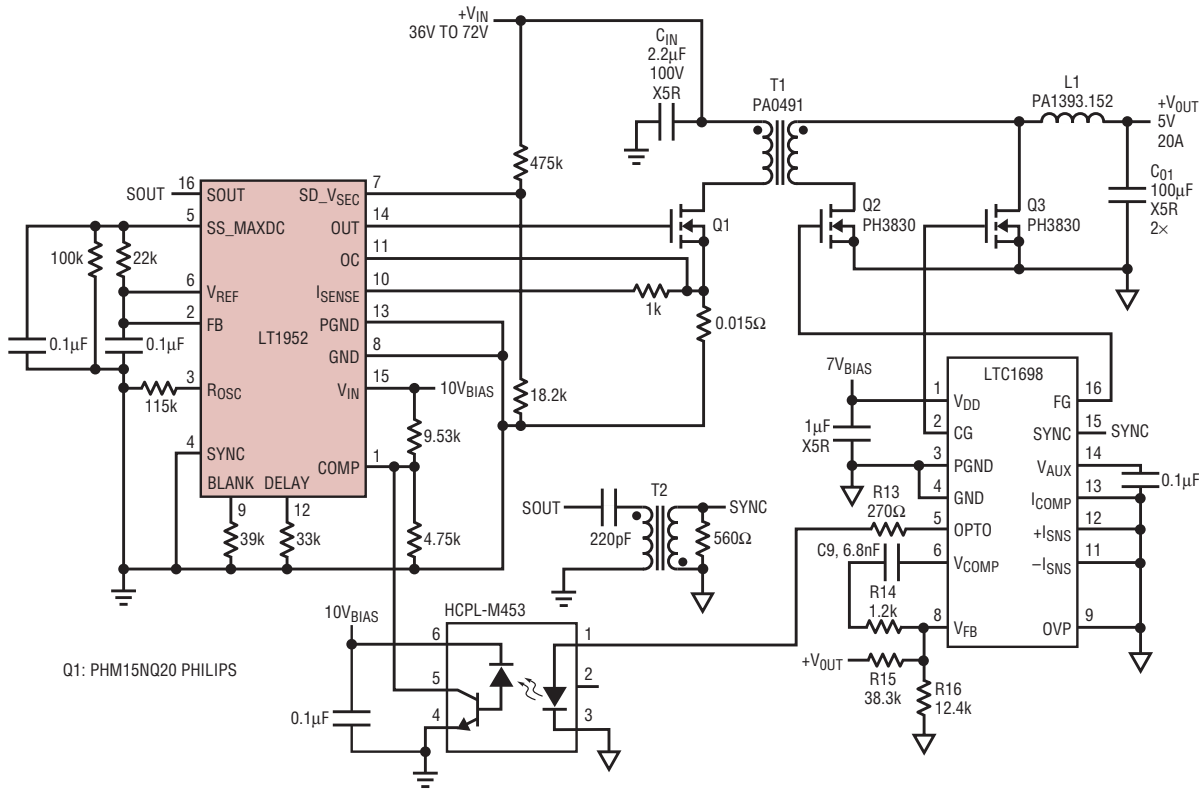 +VIN
36V TO 72V
CIN
2.2µF
100V
X5R
T1
PA0491
L1
PA1393.152
+VOUT
5V
20A
C01
100µF
X5R
2×
475k
SOUT
16
SOUT
5
SS_MAXDC
100k
22k
6
VREF
2
FB
0.1µF
0.1µF
3
ROSC
115k
4
SYNC
BLANK
9
39k
DELAY
12
33k
LT1952
SD_VSEC
7
OUT
14
OC
11
ISENSE
10
PGND
13
GND
8
VIN
15
10VBIAS
COMP
1
9.53k
4.75k
18.2k
1k
0.015Ω
Q1
Q2
PH3830
Q3
PH3830
7VBIAS
1µF
X5R
LTC1698
1
VDD
2
CG
3
PGND
4
GND
5
OPTO
6
VCOMP
8
VFB
FG
16
SYNC
15
SYNC
VAUX
14
0.1µF
ICOMP
13
+ISNS
12
–ISNS
11
OVP
9
R13
270Ω
C9, 6.8nF
R14
1.2k
+VOUT
R15
38.3k
R16
12.4k
SOUT
220pF
T2
SYNC
560Ω
10VBIAS
HCPL-M453
6
5
4
1
2
3
0.1µF
Q1: PHM15NQ20 PHILIPS